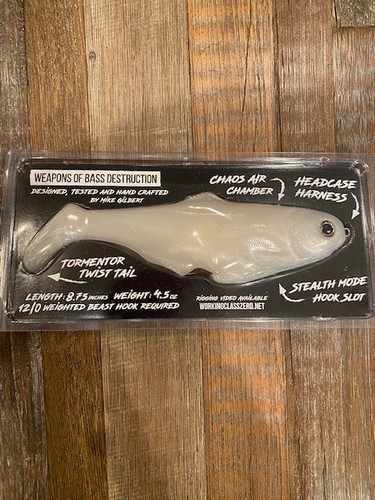 WEAPONS OF BASS DESTRUCTION
DESIGNED, TESTED AND HAND CRAFTED
BY MIKE GILBERT
CHAOS AIR
CHAMBER
HEADCASE
HARNESS
TORMENTOR
TWIST TAIL
STEALTH MODE
HOOK SLOT
LENGTH: 8.75 INCHES WEIGHT: 4.5 OZ
12/0 WEIGHTED BEAST HOOK REQUIRED
RIGGING VIDEO AVAILABLE
WORKINGCLASSZERO.NET